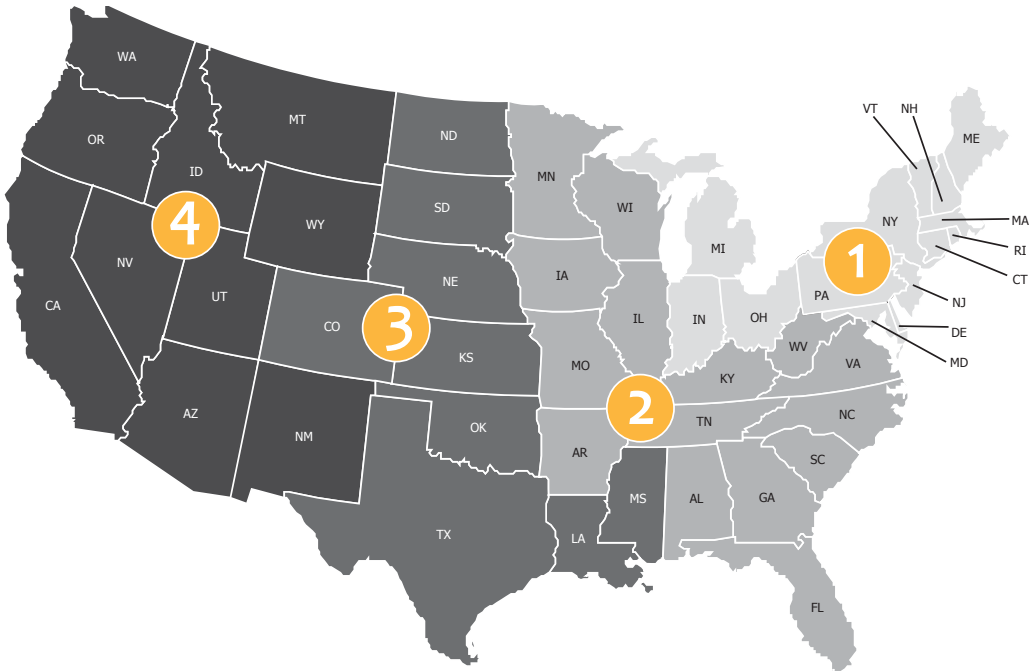 WA
VT NH
ME
MT
ND
OR
MN
ID
SD
WI
NY
MA
4
WY
MI
RI
1
NV
IA
CT
NE
UT
PA
NJ
CA
IL
IN
OH
CO
3
DE
WV
KS
MO
VA
MD
KY
2
AZ
TN
NC
OK
NM
AR
SC
MS
AL
GA
TX
LA
FL